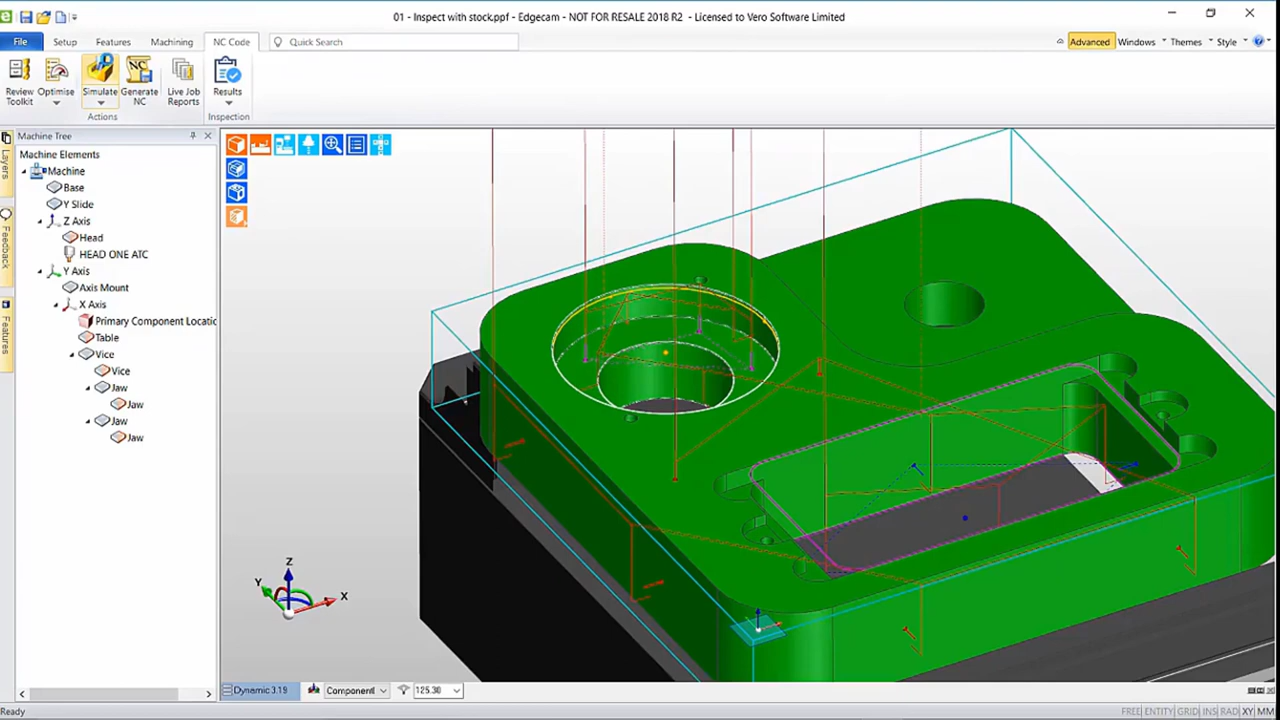 01 - Inspect with stock.ppf - Edgecam - NOT FOR RESALE 2018 R2 - Licensed to Vero Software Limited
File Setup Features Machining NC Code Quick Search Advanced Windows Themes Style
NC
Review Toolkit Optimise Simulate Generate NC Live Job Reports Results
Actions Inspection
Machine Tree
Layers
Feedback
Features
Machine Elements
Machine
Base
Y Slide
Z Axis
Head
HEAD ONE ATC
Y Axis
Axis Mount
X Axis
Primary Component Locatic
Table
Vice
Vice
Jaw
Jaw
Jaw
Jaw
Z
Y
X
Dynamic 3.19 Component 125.30
Ready FREE ENTITY GRID INS RAD XY MM